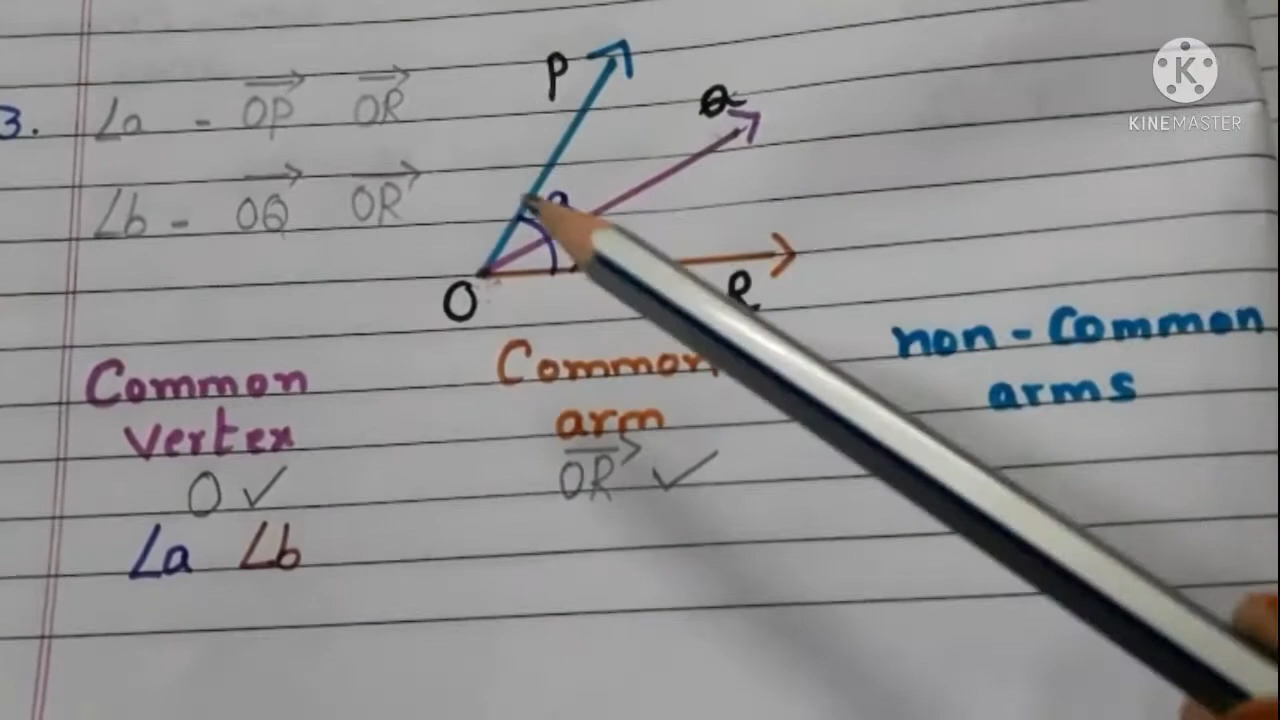 3. ∠a - OP OR
∠b - OQ OR
P
Q
a
O
R
Common
vertex
O ✓
∠a ∠b
Common
arm
OR ✓
non-Common
arms
K
KINEMASTER